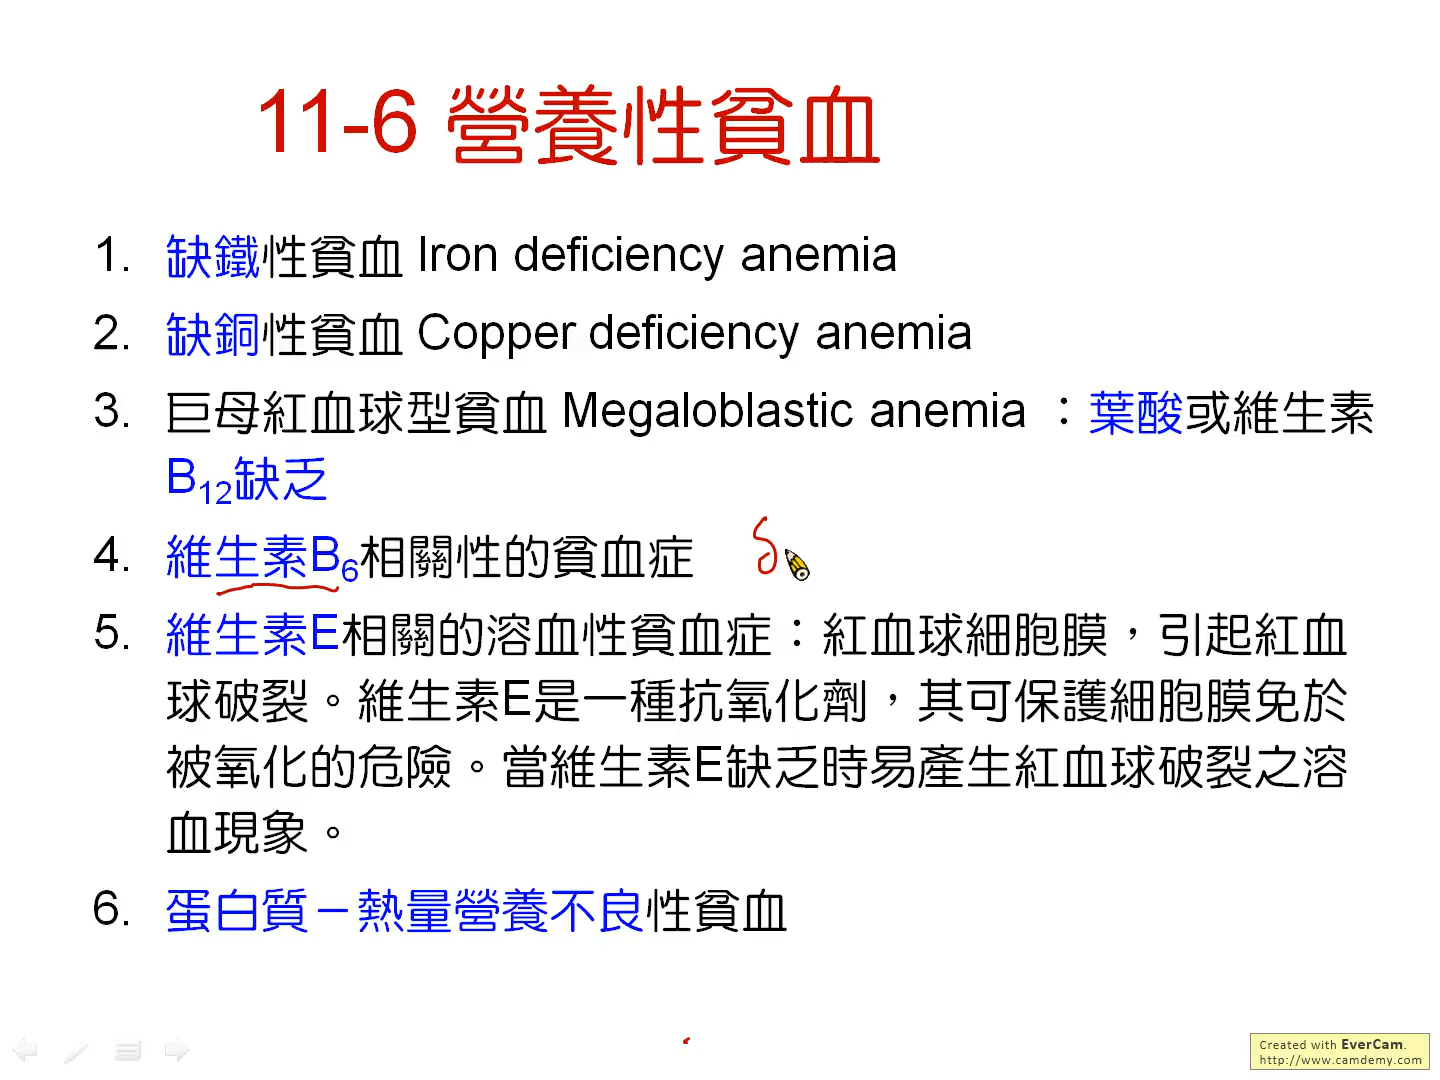 11-6 營養性貧血
1. 缺鐵性貧血 Iron deficiency anemia
2. 缺銅性貧血 Copper deficiency anemia
3. 巨母紅血球型貧血 Megaloblastic anemia ：葉酸或維生素
B12缺乏
4. 維生素B6相關性的貧血症
5. 維生素E相關的溶血性貧血症：紅血球細胞膜，引起紅血
球破裂。維生素E是一種抗氧化劑，其可保護細胞膜免於
被氧化的危險。當維生素E缺乏時易產生紅血球破裂之溶
血現象。
6. 蛋白質－熱量營養不良性貧血
Created with EverCam.
http://www.camdemy.com